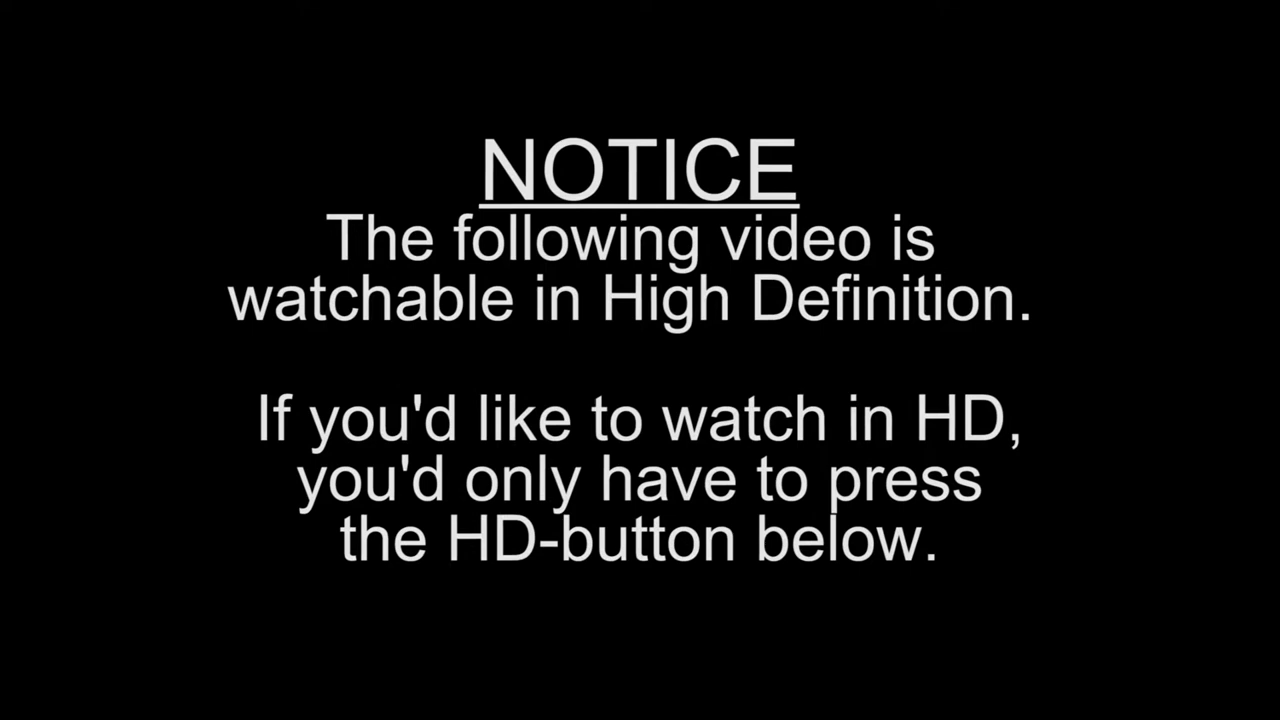 NOTICE
The following video is
watchable in High Definition.
If you'd like to watch in HD,
you'd only have to press
the HD-button below.